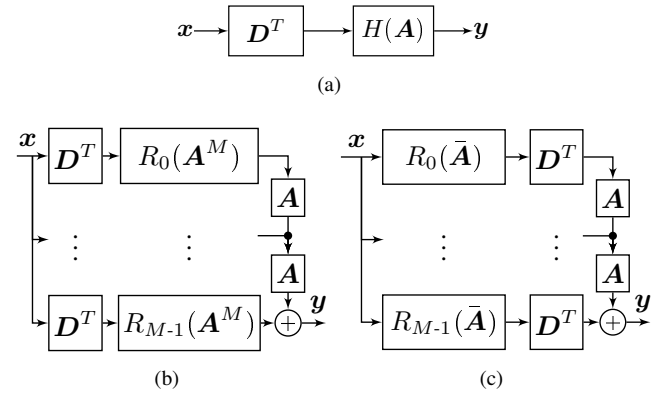 x D^T H(A) y
(a)
x D^T R_0(A^M)
A
⋮ ⋮
A
D^T R_{M-1}(A^M) + y
(b)
x R_0(Ā) D^T
A
⋮ ⋮
A
R_{M-1}(Ā) D^T + y
(c)